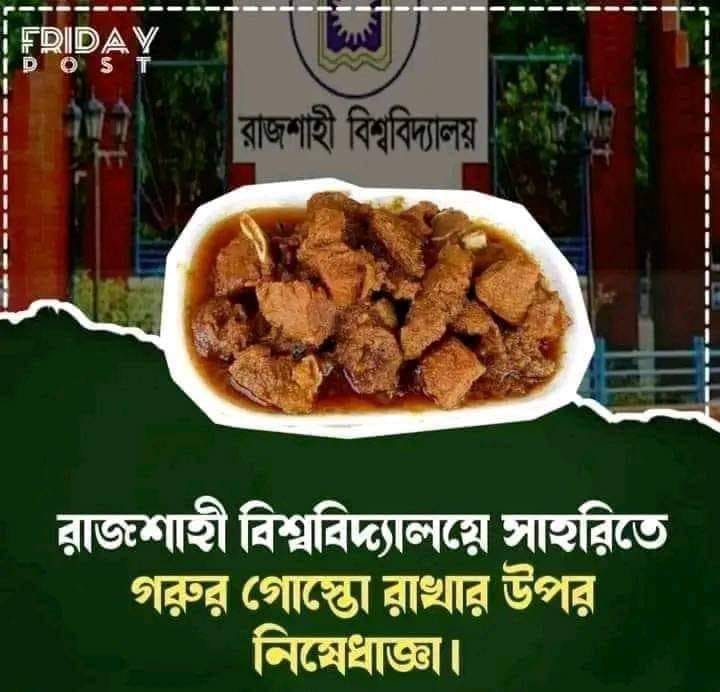 FRIDAY
POST
রাজশাহী বিশ্ববিদ্যালয়
রাজশাহী বিশ্ববিদ্যালয়ে সাহরিতে
গরুর গোস্তো রাখার উপর
নিষেধাজ্ঞা।